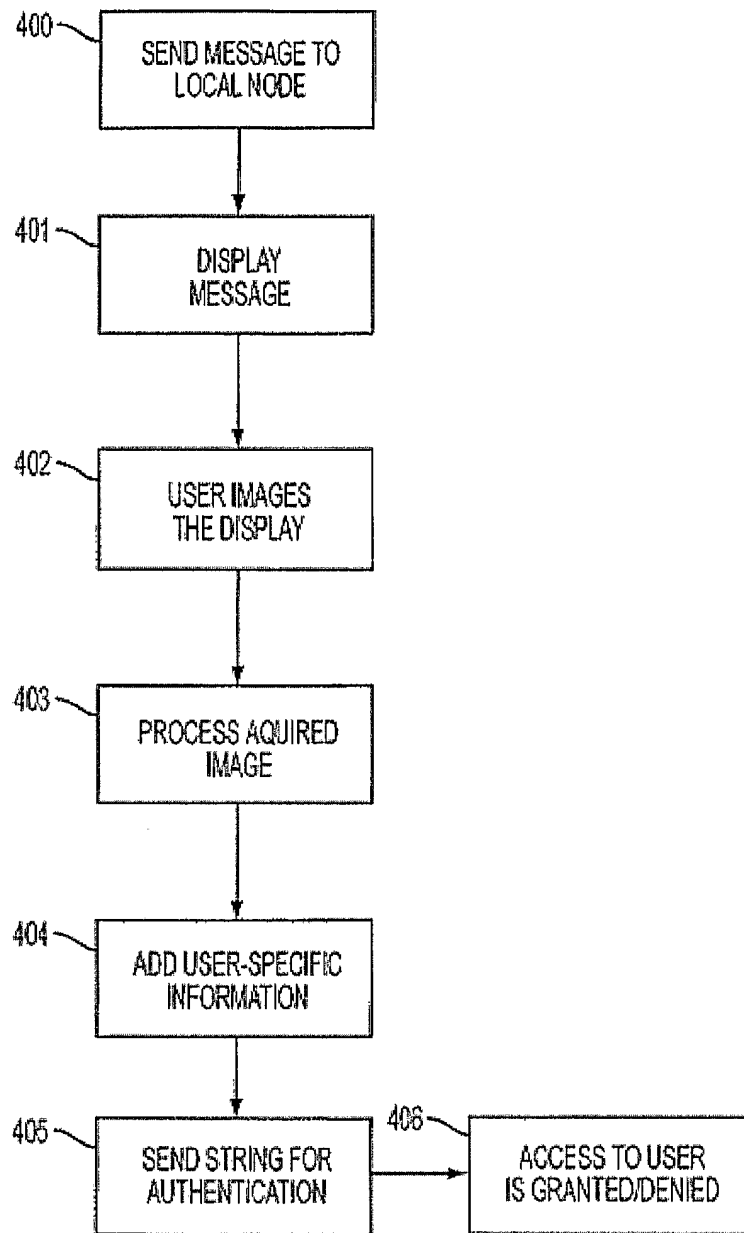 400
SEND MESSAGE TO
LOCAL NODE
401
DISPLAY
MESSAGE
402
USER IMAGES
THE DISPLAY
403
PROCESS AQUIRED
IMAGE
404
ADD USER-SPECIFIC
INFORMATION
405
SEND STRING FOR
AUTHENTICATION
406
ACCESS TO USER
IS GRANTED/DENIED